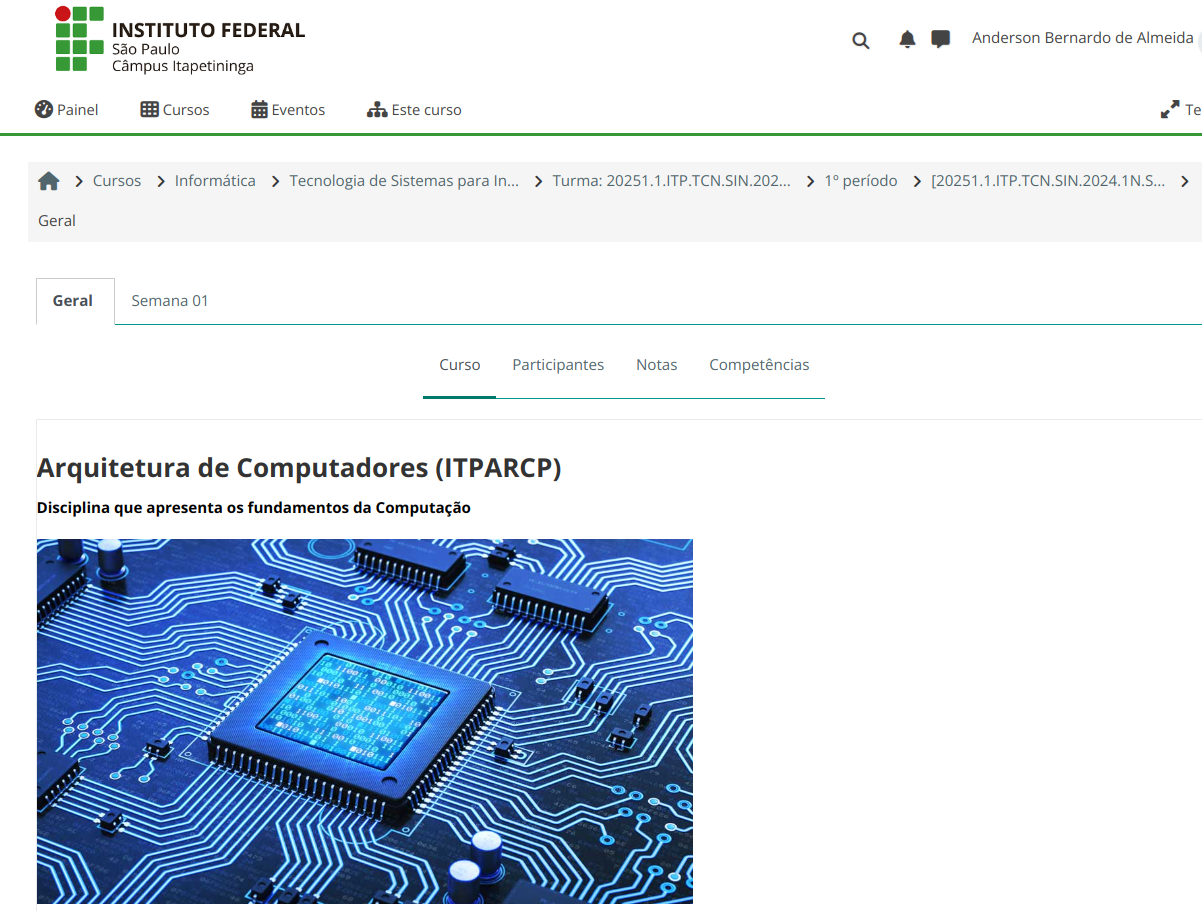 INSTITUTO FEDERAL
São Paulo
Câmpus Itapetininga
Anderson Bernardo de Almeida
Painel Cursos Eventos Este curso Te
Cursos Informática Tecnologia de Sistemas para In... Turma: 20251.1.ITP.TCN.SIN.202... 1º período [20251.1.ITP.TCN.SIN.2024.1N.S...
Geral
Geral Semana 01
Curso Participantes Notas Competências
Arquitetura de Computadores (ITPARCP)
Disciplina que apresenta os fundamentos da Computação